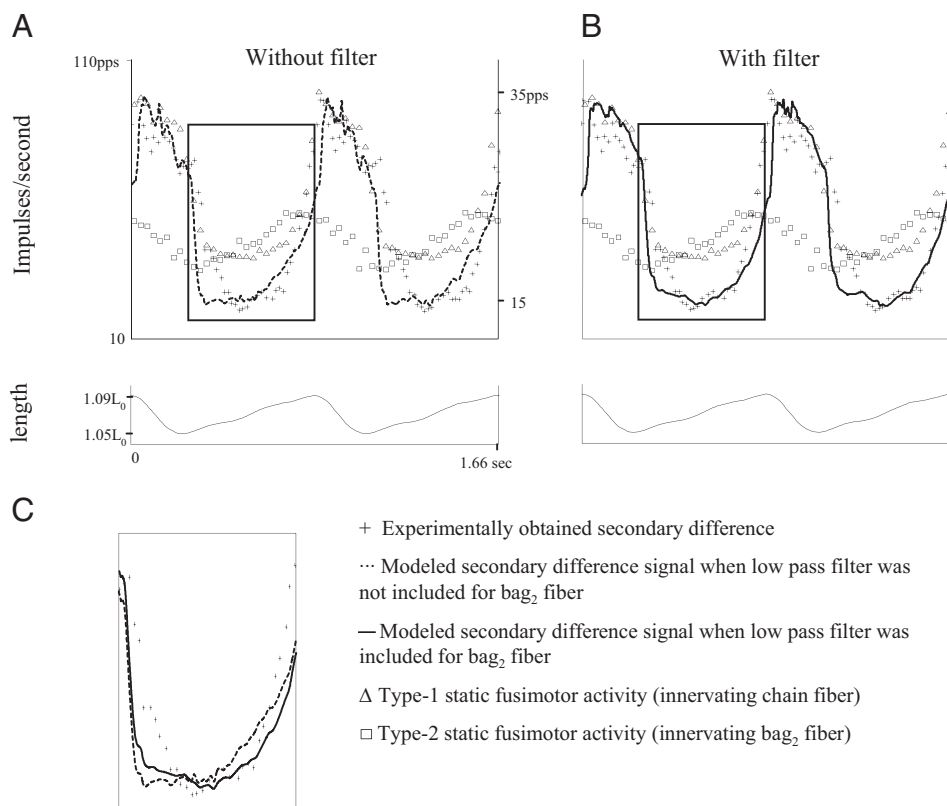 A
B
Without filter
With filter
110pps
35pps
Impulses/second
15
10
length
1.09L₀
1.05L₀
0
1.66 sec
C
+ Experimentally obtained secondary difference
··· Modeled secondary difference signal when low pass filter was
not included for bag₂ fiber
— Modeled secondary difference signal when low pass filter was
included for bag₂ fiber
Δ Type-1 static fusimotor activity (innervating chain fiber)
□ Type-2 static fusimotor activity (innervating bag₂ fiber)